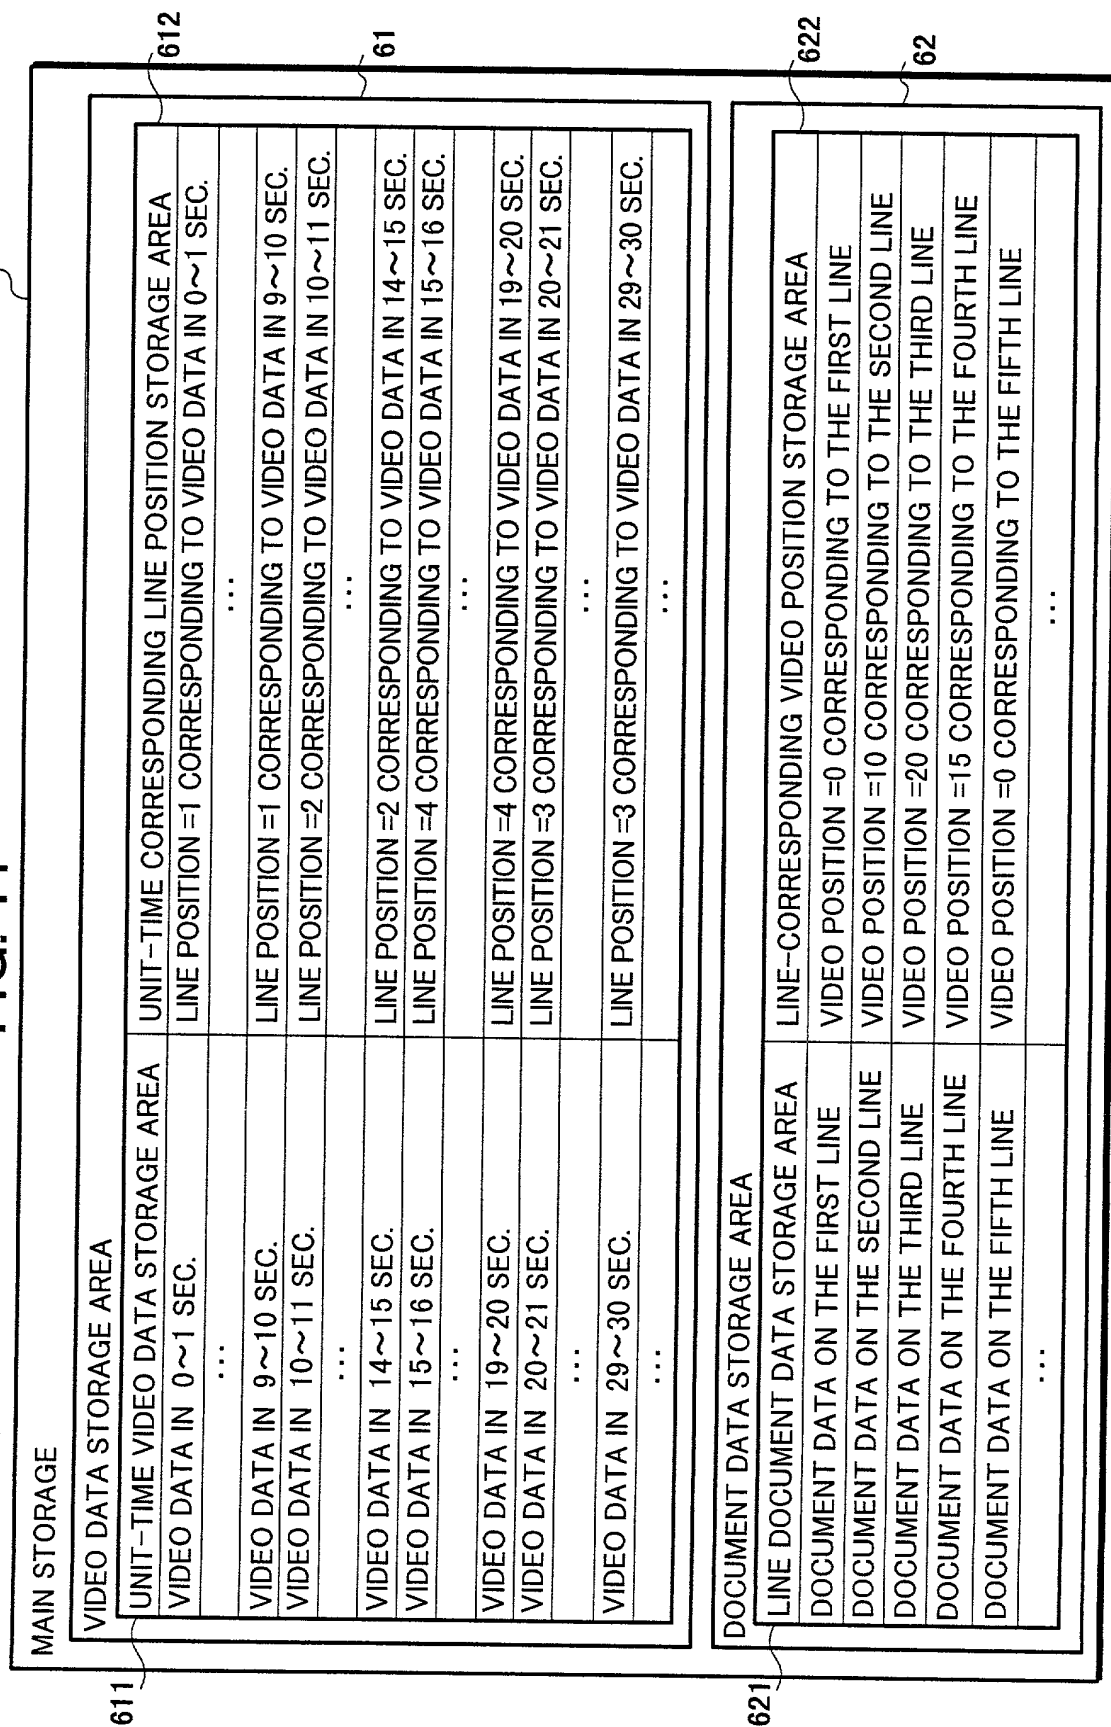 MAIN STORAGE
VIDEO DATA STORAGE AREA
61
611
612
UNIT-TIME VIDEO DATA STORAGE AREA UNIT-TIME CORRESPONDING LINE POSITION STORAGE AREA
VIDEO DATA IN 0~1 SEC. LINE POSITION =1 CORRESPONDING TO VIDEO DATA IN 0~1 SEC.
... ...
VIDEO DATA IN 9~10 SEC. LINE POSITION =1 CORRESPONDING TO VIDEO DATA IN 9~10 SEC.
VIDEO DATA IN 10~11 SEC. LINE POSITION =2 CORRESPONDING TO VIDEO DATA IN 10~11 SEC.
... ...
VIDEO DATA IN 14~15 SEC. LINE POSITION =2 CORRESPONDING TO VIDEO DATA IN 14~15 SEC.
VIDEO DATA IN 15~16 SEC. LINE POSITION =4 CORRESPONDING TO VIDEO DATA IN 15~16 SEC.
... ...
VIDEO DATA IN 19~20 SEC. LINE POSITION =4 CORRESPONDING TO VIDEO DATA IN 19~20 SEC.
VIDEO DATA IN 20~21 SEC. LINE POSITION =3 CORRESPONDING TO VIDEO DATA IN 20~21 SEC.
... ...
VIDEO DATA IN 29~30 SEC. LINE POSITION =3 CORRESPONDING TO VIDEO DATA IN 29~30 SEC.
... ...
DOCUMENT DATA STORAGE AREA
62
621
622
LINE DOCUMENT DATA STORAGE AREA LINE-CORRESPONDING VIDEO POSITION STORAGE AREA
DOCUMENT DATA ON THE FIRST LINE VIDEO POSITION =0 CORRESPONDING TO THE FIRST LINE
DOCUMENT DATA ON THE SECOND LINE VIDEO POSITION =10 CORRESPONDING TO THE SECOND LINE
DOCUMENT DATA ON THE THIRD LINE VIDEO POSITION =20 CORRESPONDING TO THE THIRD LINE
DOCUMENT DATA ON THE FOURTH LINE VIDEO POSITION =15 CORRESPONDING TO THE FOURTH LINE
DOCUMENT DATA ON THE FIFTH LINE VIDEO POSITION =0 CORRESPONDING TO THE FIFTH LINE
... ...